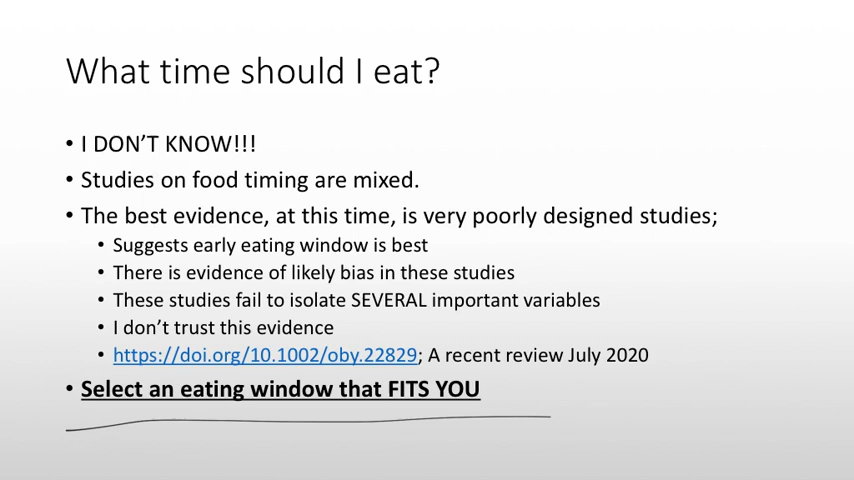 What time should I eat?
• I DON'T KNOW!!!
• Studies on food timing are mixed.
• The best evidence, at this time, is very poorly designed studies;
• Suggests early eating window is best
• There is evidence of likely bias in these studies
• These studies fail to isolate SEVERAL important variables
• I don't trust this evidence
• https://doi.org/10.1002/oby.22829; A recent review July 2020
• Select an eating window that FITS YOU